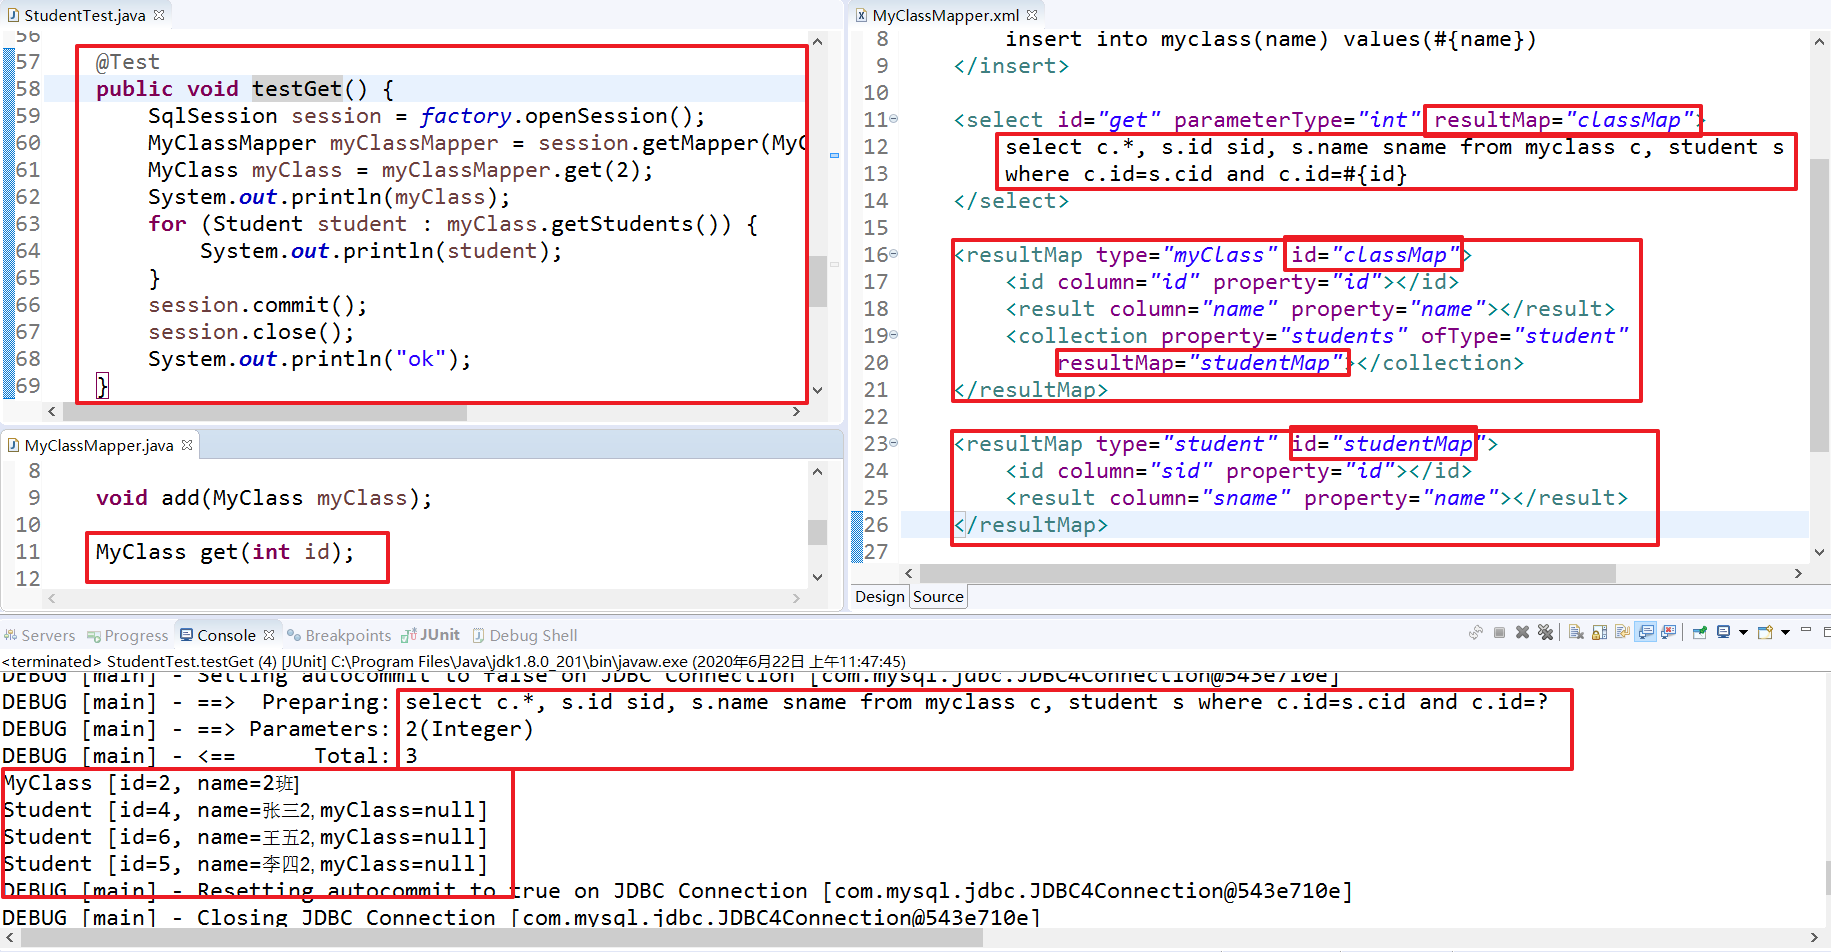 StudentTest.java
56
57 @Test
58 public void testGet() {
59 SqlSession session = factory.openSession();
60 MyClassMapper myClassMapper = session.getMapper(MyC
61 MyClass myClass = myClassMapper.get(2);
62 System.out.println(myClass);
63 for (Student student : myClass.getStudents()) {
64 System.out.println(student);
65 }
66 session.commit();
67 session.close();
68 System.out.println("ok");
69 }
MyClassMapper.java
8
9 void add(MyClass myClass);
10
11 MyClass get(int id);
12
MyClassMapper.xml
8 insert into myclass(name) values(#{name})
9 </insert>
10
11 <select id="get" parameterType="int" resultMap="classMap">
12 select c.*, s.id sid, s.name sname from myclass c, student s
13 where c.id=s.cid and c.id=#{id}
14 </select>
15
16 <resultMap type="myClass" id="classMap">
17 <id column="id" property="id"></id>
18 <result column="name" property="name"></result>
19 <collection property="students" ofType="student"
20 resultMap="studentMap"></collection>
21 </resultMap>
22
23 <resultMap type="student" id="studentMap">
24 <id column="sid" property="id"></id>
25 <result column="sname" property="name"></result>
26 </resultMap>
27
Design Source
Servers Progress Console Breakpoints JUnit Debug Shell
<terminated> StudentTest.testGet (4) [JUnit] C:\Program Files\Java\jdk1.8.0_201\bin\javaw.exe (2020年6月22日 上午11:47:45)
DEBUG [main] - Setting autocommit to false on JDBC Connection [com.mysql.jdbc.JDBC4Connection@543e710e]
DEBUG [main] - ==> Preparing: select c.*, s.id sid, s.name sname from myclass c, student s where c.id=s.cid and c.id=?
DEBUG [main] - ==> Parameters: 2(Integer)
DEBUG [main] - <== Total: 3
MyClass [id=2, name=2班]
Student [id=4, name=张三2, myClass=null]
Student [id=6, name=王五2, myClass=null]
Student [id=5, name=李四2, myClass=null]
DEBUG [main] - Resetting autocommit to true on JDBC Connection [com.mysql.jdbc.JDBC4Connection@543e710e]
DEBUG [main] - Closing JDBC Connection [com.mysql.jdbc.JDBC4Connection@543e710e]